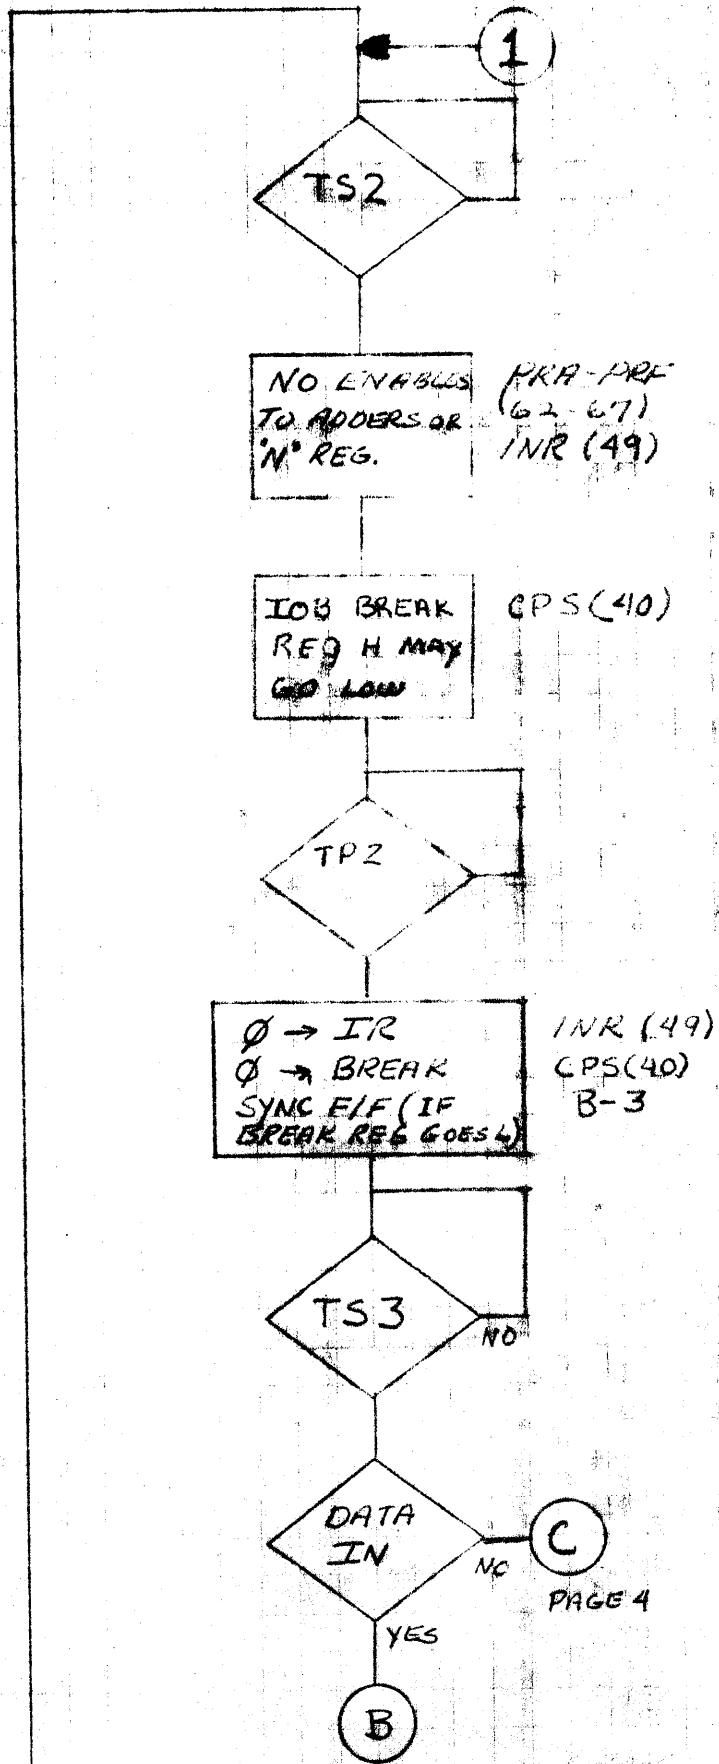 1
TS2
NO ENABLES
TO ADDERS OR
"N" REG.
PKA-PRF
(62-67)
INR (49)
IOB BREAK
REQ H MAY
GO LOW
CPS(40)
TP2
Ø → IR
Ø → BREAK
SYNC F/F (IF
BREAK REG GOES L)
INR (49)
CPS(40)
B-3
TS3
NO
DATA
IN
NO
C
PAGE 4
YES
B